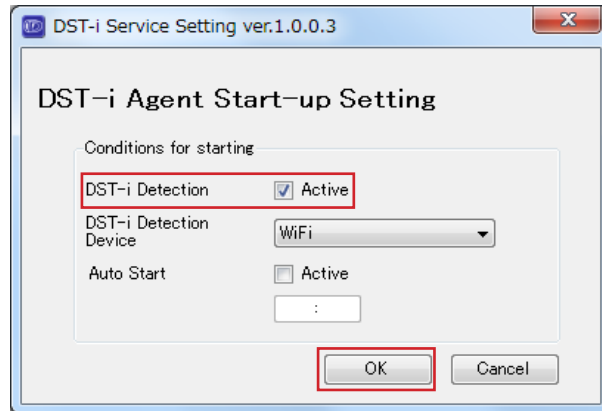 DST-i Service Setting ver.1.0.0.3
DST-i Agent Start-up Setting
Conditions for starting
DST-i Detection Active
DST-i Detection
Device
WiFi
Auto Start Active
:
OK Cancel